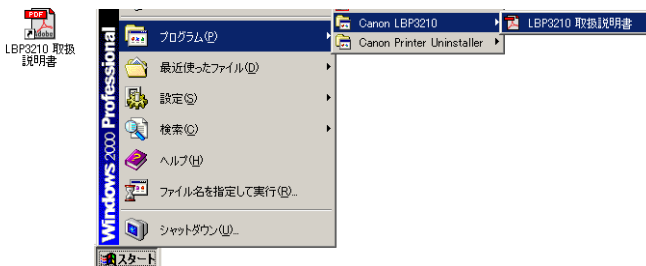 PDF
Adobe
LBP3210 取扱
説明書
Windows 2000 Professional
プログラム(P)
最近使ったファイル(D)
設定(S)
検索(C)
ヘルプ(H)
ファイル名を指定して実行(R)...
シャットダウン(U)...
スタート
Canon LBP3210
Canon Printer Uninstaller
LBP3210 取扱説明書